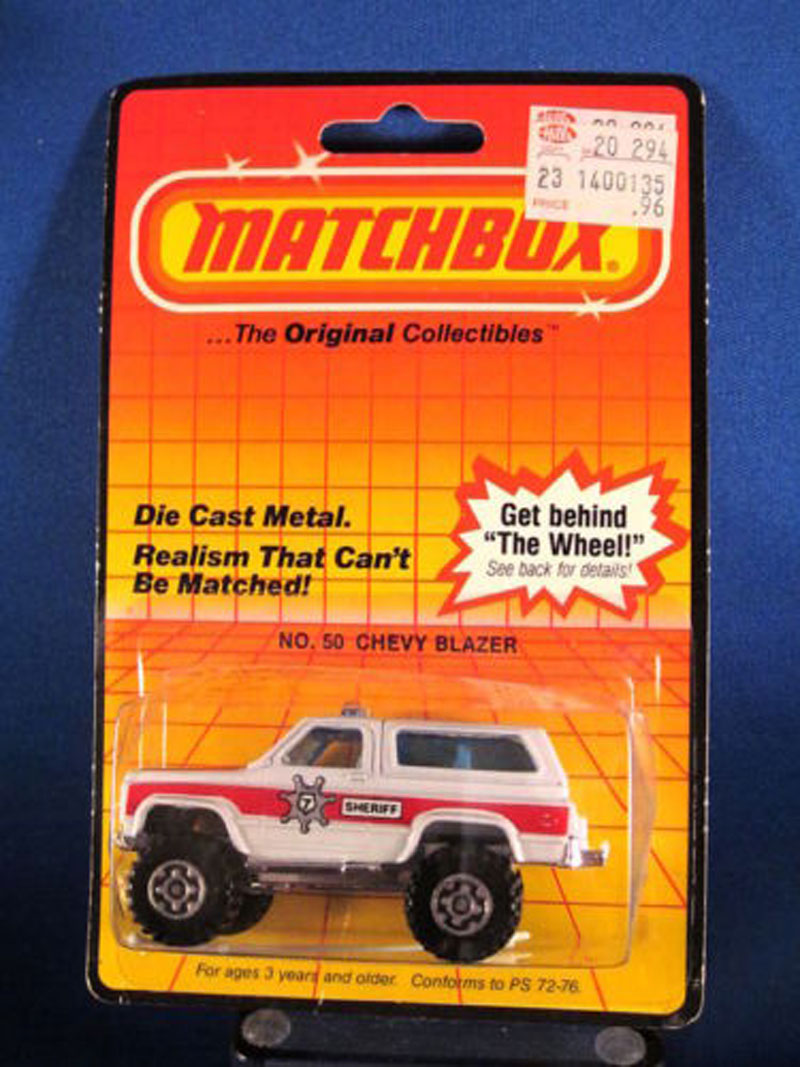 20 294
23 1400135
PRICE .96
MATCHBOX®
...The Original Collectibles™
Die Cast Metal.
Realism That Can't
Be Matched!
Get behind
"The Wheel!"
See back for details!
NO. 50 CHEVY BLAZER
7 SHERIFF
For ages 3 years and older. Conforms to PS 72-76.